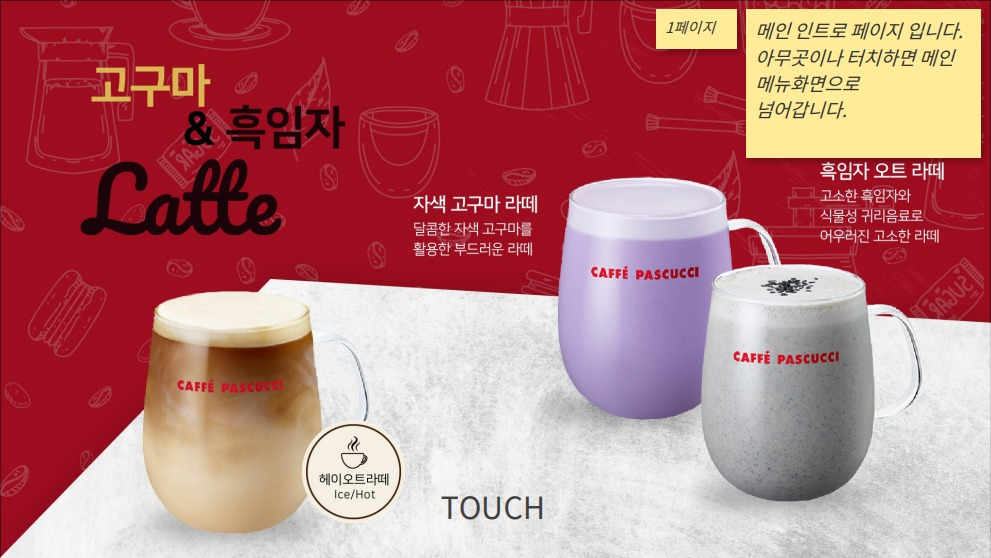 고구마
& 흑임자
Latte
1페이지
메인 인트로 페이지 입니다.
아무곳이나 터치하면 메인
메뉴화면으로
넘어갑니다.
자색 고구마 라떼
달콤한 자색 고구마를
활용한 부드러운 라떼
흑임자 오트 라떼
고소한 흑임자와
식물성 귀리음료로
어우러진 고소한 라떼
CAFFÉ PASCUCCI
CAFFÉ PASCUCCI
CAFFÉ PASCUCCI
헤이오트라떼
Ice/Hot
TOUCH
SUGAR
SUGAR